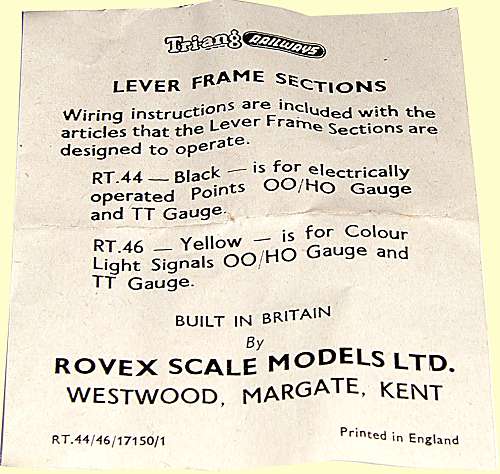 Tri-ang RAILWAYS
LEVER FRAME SECTIONS
Wiring instructions are included with the
articles that the Lever Frame Sections are
designed to operate.
RT.44 — Black — is for electrically
operated Points OO/HO Gauge
and TT Gauge.
RT.46 — Yellow — is for Colour
Light Signals OO/HO Gauge and
TT Gauge.
BUILT IN BRITAIN
By
ROVEX SCALE MODELS LTD.
WESTWOOD, MARGATE, KENT
RT.44/46/17150/1 Printed in England